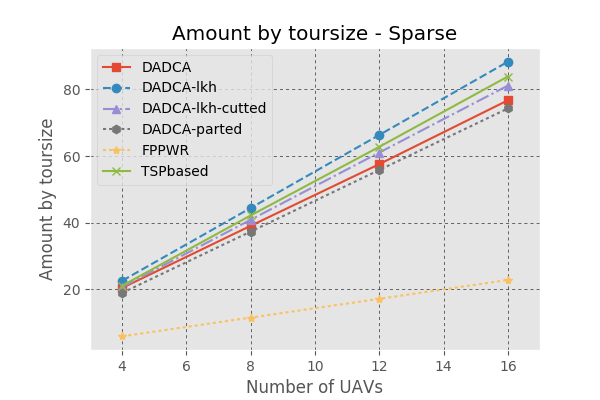 Amount by toursize - Sparse
DADCA
DADCA-lkh
DADCA-lkh-cutted
DADCA-parted
FPPWR
TSPbased
Amount by toursize
80
60
40
20
4 6 8 10 12 14 16
Number of UAVs